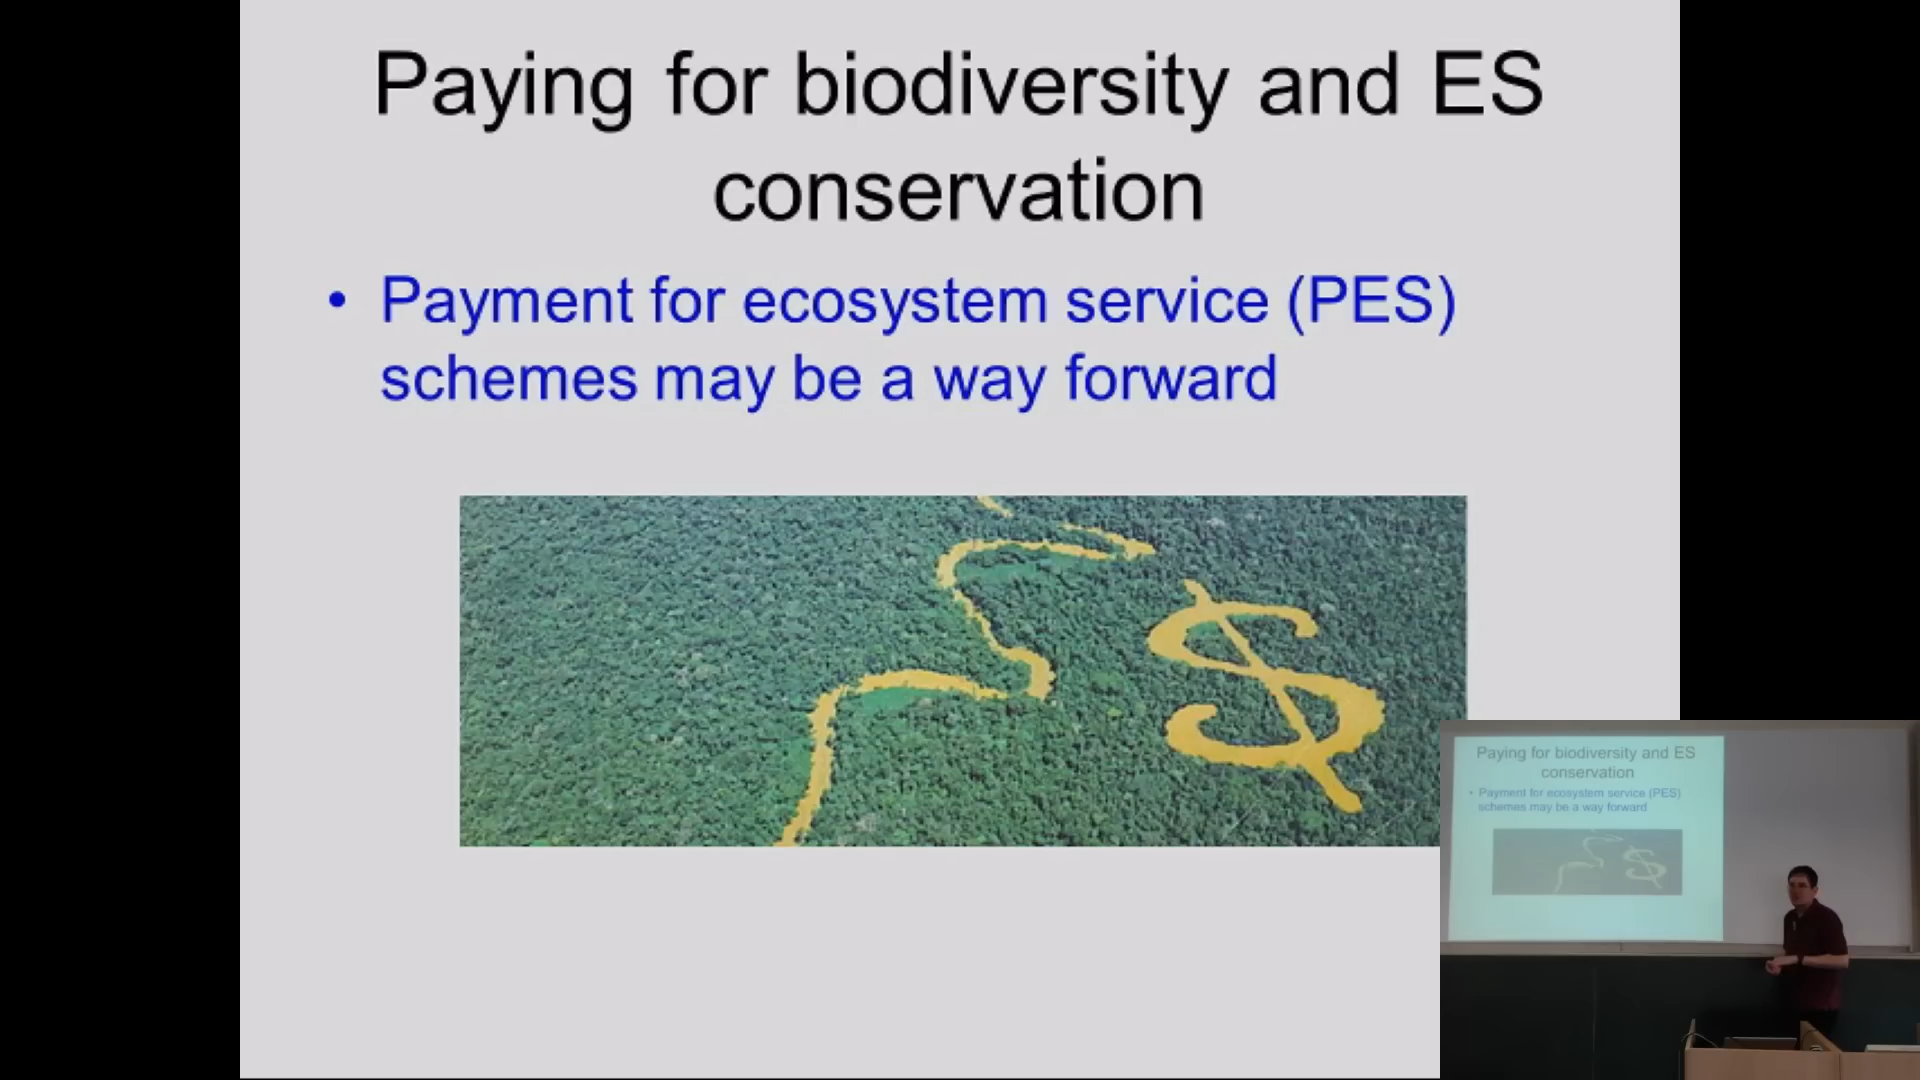 Paying for biodiversity and ES
conservation
• Payment for ecosystem service (PES)
schemes may be a way forward
$
Paying for biodiversity and ES
conservation
• Payment for ecosystem service (PES)
schemes may be a way forward
$